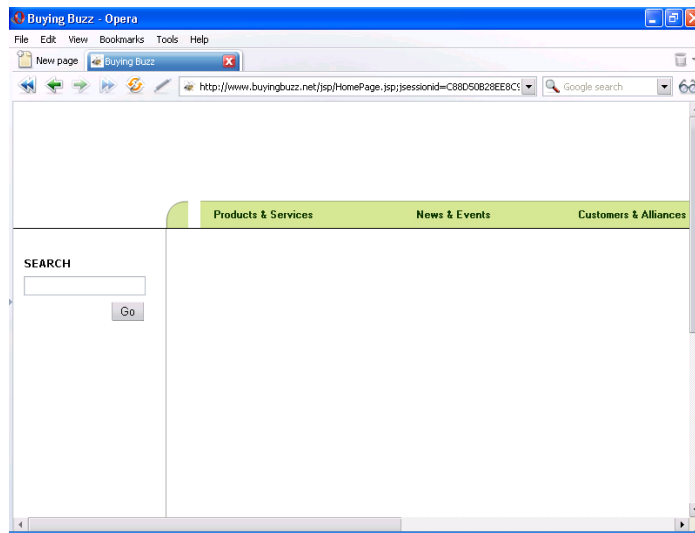 Buying Buzz - Opera
File Edit View Bookmarks Tools Help
New page Buying Buzz
http://www.buyingbuzz.net/jsp/HomePage.jsp;jsessionid=C88D50B28EE8C9 Google search
Products & Services News & Events Customers & Alliances
SEARCH
Go